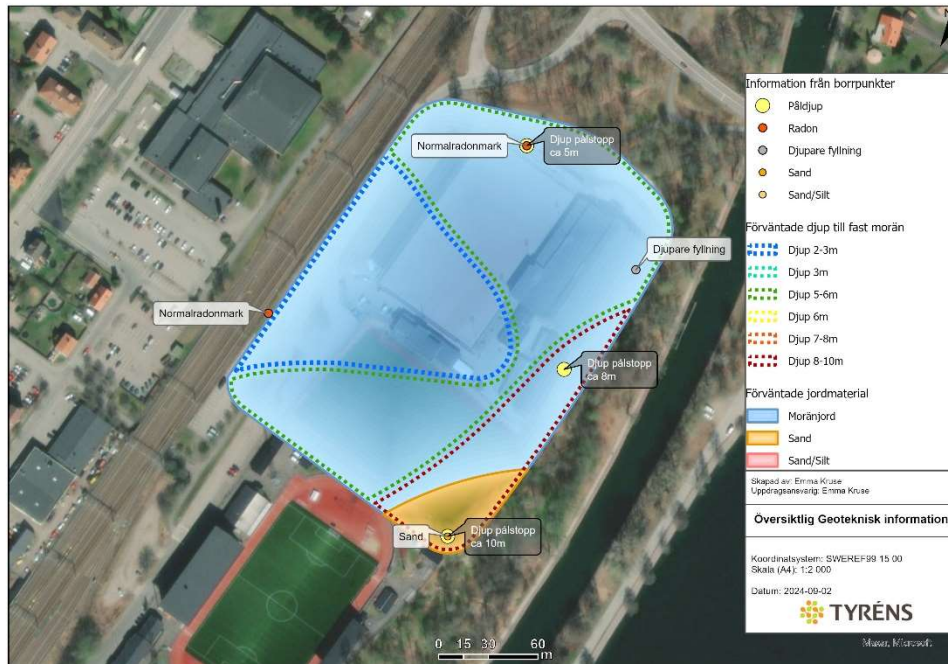 N
Normalradonmark
Djup pålstopp
ca 5m
Djupare fyllning
Normalradonmark
Djup pålstopp
ca 8m
Sand
Djup pålstopp
ca 10m
0 15 30 60
m
Information från borrpunkter
Påldjup
Radon
Djupare fyllning
Sand
Sand/Silt
Förväntade djup till fast morän
Djup 2-3m
Djup 3m
Djup 5-6m
Djup 6m
Djup 7-8m
Djup 8-10m
Förväntade jordmaterial
Moränjord
Sand
Sand/Silt
Skapad av: Emma Kruse
Uppdragsansvarig: Emma Kruse
Översiktlig Geoteknisk information
Koordinatsystem: SWEREF99 15 00
Skala (A4): 1:2 000
Datum: 2024-09-02
TYRÉNS
Maxar, Microsoft